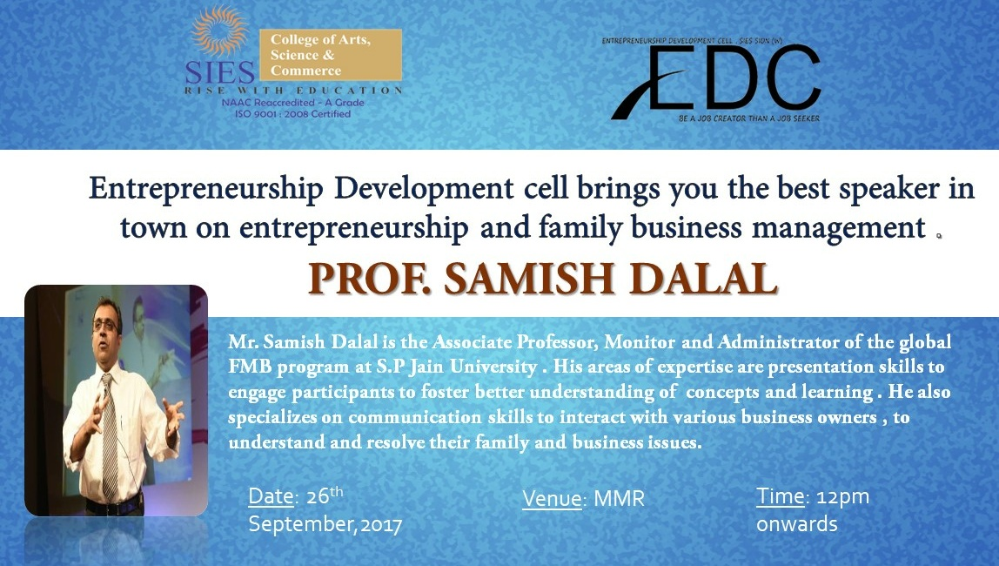 College of Arts,
Science &
Commerce
SIES
RISE WITH EDUCATION
NAAC Reaccredited - A Grade
ISO 9001 : 2008 Certified
ENTREPRENEURSHIP DEVELOPMENT CELL , SIES SION (W)
EDC
BE A JOB CREATOR THAN A JOB SEEKER
Entrepreneurship Development cell brings you the best speaker in
town on entrepreneurship and family business management .
PROF. SAMISH DALAL
Mr. Samish Dalal is the Associate Professor, Monitor and Administrator of the global
FMB program at S.P Jain University . His areas of expertise are presentation skills to
engage participants to foster better understanding of concepts and learning . He also
specializes on communication skills to interact with various business owners , to
understand and resolve their family and business issues.
Date: 26th
September,2017
Venue: MMR
Time: 12pm
onwards